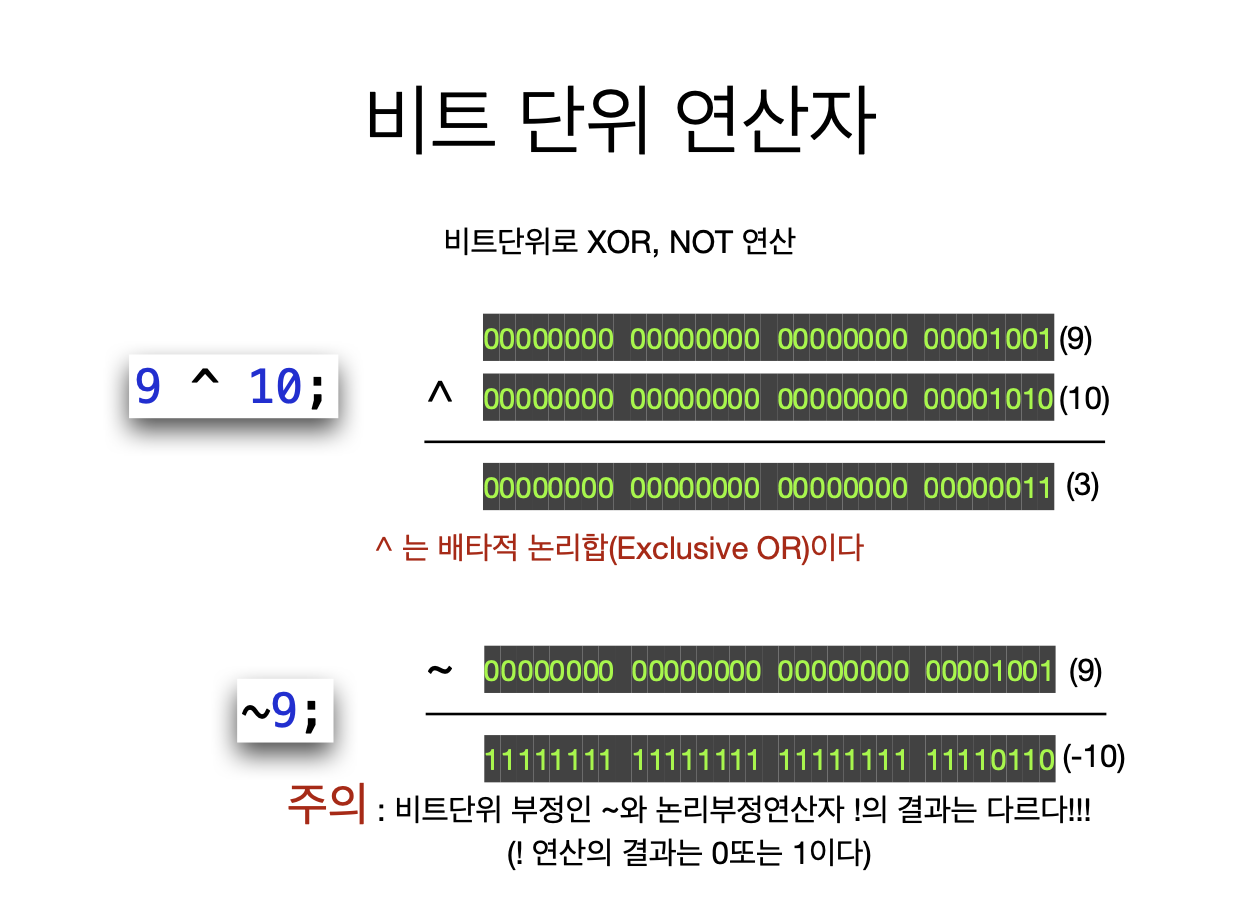 비트 단위 연산자
비트단위로 XOR, NOT 연산
9 ^ 10;
00000000 00000000 00000000 00001001 (9)
^ 00000000 00000000 00000000 00001010 (10)
00000000 00000000 00000000 00000011 (3)
^ 는 배타적 논리합(Exclusive OR)이다
~9;
~ 00000000 00000000 00000000 00001001 (9)
11111111 11111111 11111111 11110110 (-10)
주의 : 비트단위 부정인 ~와 논리부정연산자 !의 결과는 다르다!!!
(! 연산의 결과는 0또는 1이다)